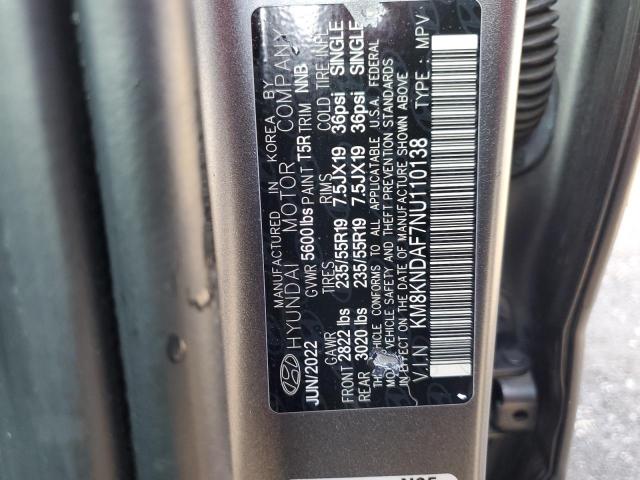 MANUFACTURED IN KOREA BY
HYUNDAI MOTOR COMPANY
JUN/2022 GVWR 5600lbs PAINT T5R TRIM NNB
GAWR TIRES RIMS COLD TIRE INFL
FRONT 2822 lbs 235/55R19 7.5JX19 36psi SINGLE
REAR 3020 lbs 235/55R19 7.5JX19 36psi SINGLE
THIS VEHICLE CONFORMS TO ALL APPLICABLE U.S.A. FEDERAL
MOTOR VEHICLE SAFETY AND THEFT PREVENTION STANDARDS
IN EFFECT ON THE DATE OF MANUFACTURE SHOWN ABOVE
V.I.N KM8KNDAF7NU110138 TYPE : MPV